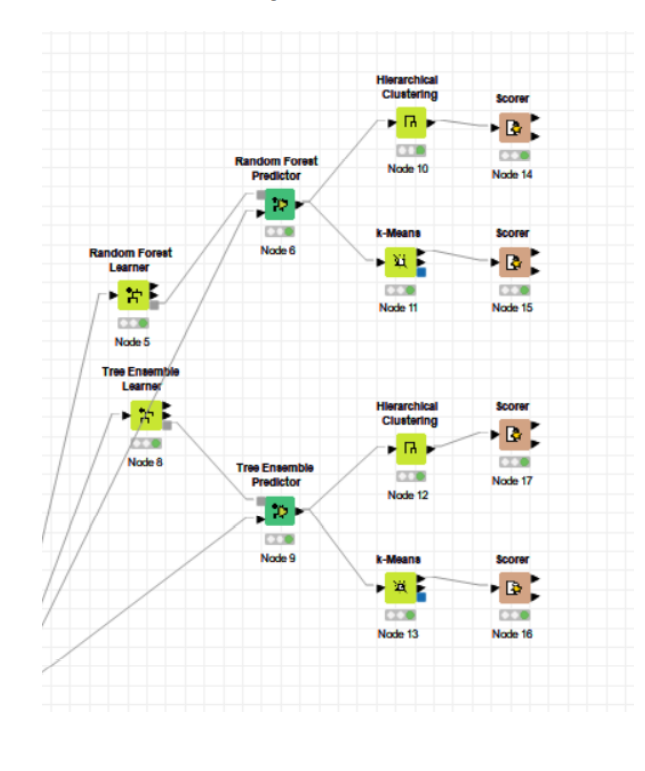 Hierarchical
Clustering
Scorer
Node 10
Node 14
Random Forest
Predictor
Node 6
k-Means
Scorer
Node 11
Node 15
Random Forest
Learner
Node 5
Tree Ensemble
Learner
Node 8
Hierarchical
Clustering
Scorer
Node 12
Node 17
Tree Ensemble
Predictor
Node 9
k-Means
Scorer
Node 13
Node 16